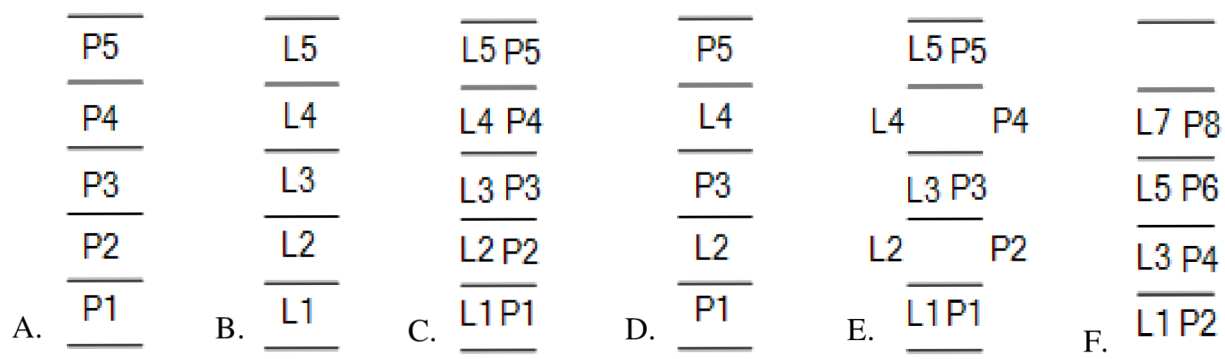 P5 L5 L5 P5 P5 L5 P5
P4 L4 L4 P4 L4 L4 P4 L7 P8
P3 L3 L3 P3 P3 L3 P3 L5 P6
P2 L2 L2 P2 L2 L2 P2 L3 P4
A. P1 B. L1 C. L1 P1 D. P1 E. L1 P1 F. L1 P2